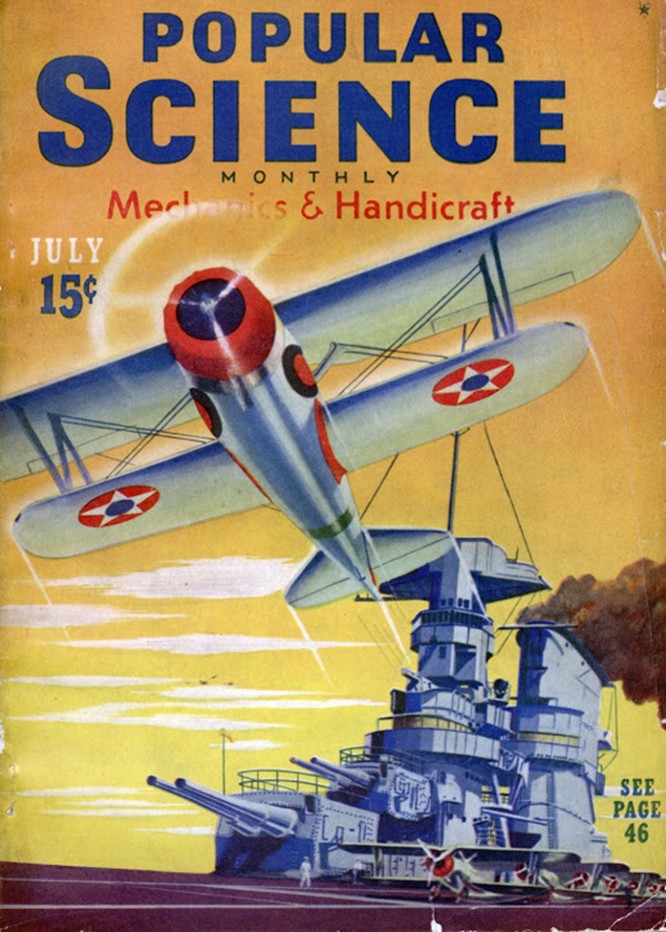 POPULAR
SCIENCE
MONTHLY
Mechanics & Handicraft
JULY
15¢
SEE
PAGE
46